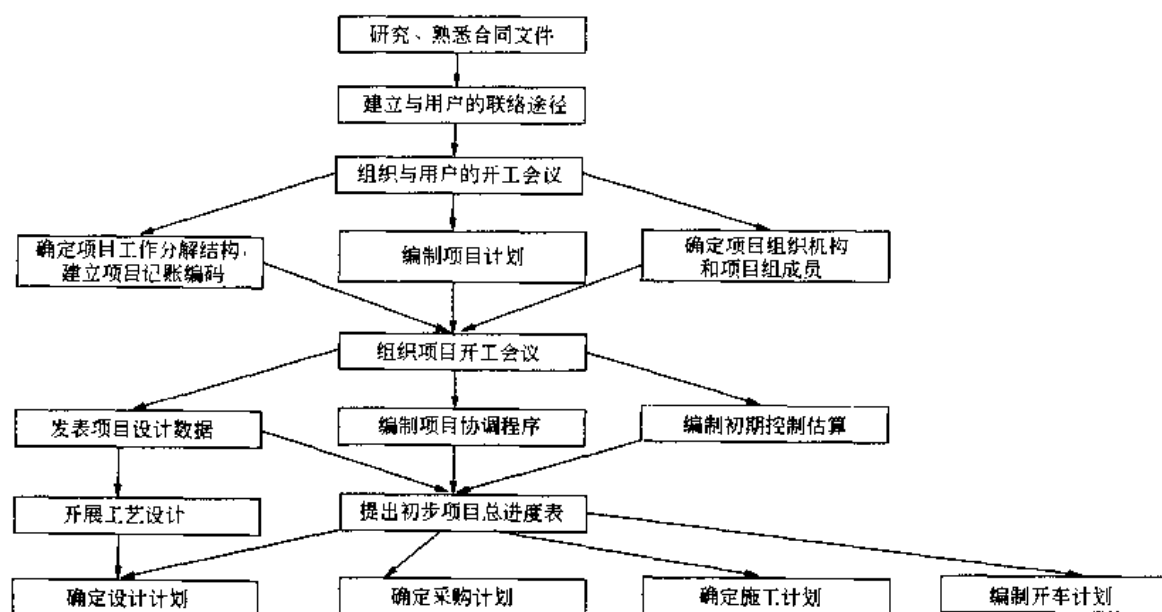 研究、熟悉合同文件
建立与用户的联络途径
组织与用户的开工会议
确定项目工作分解结构,
建立项目记账编码
编制项目计划
确定项目组织机构
和项目组成员
组织项目开工会议
发表项目设计数据
编制项目协调程序
编制初期控制估算
开展工艺设计
提出初步项目总进度表
确定设计计划
确定采购计划
确定施工计划
编制开车计划